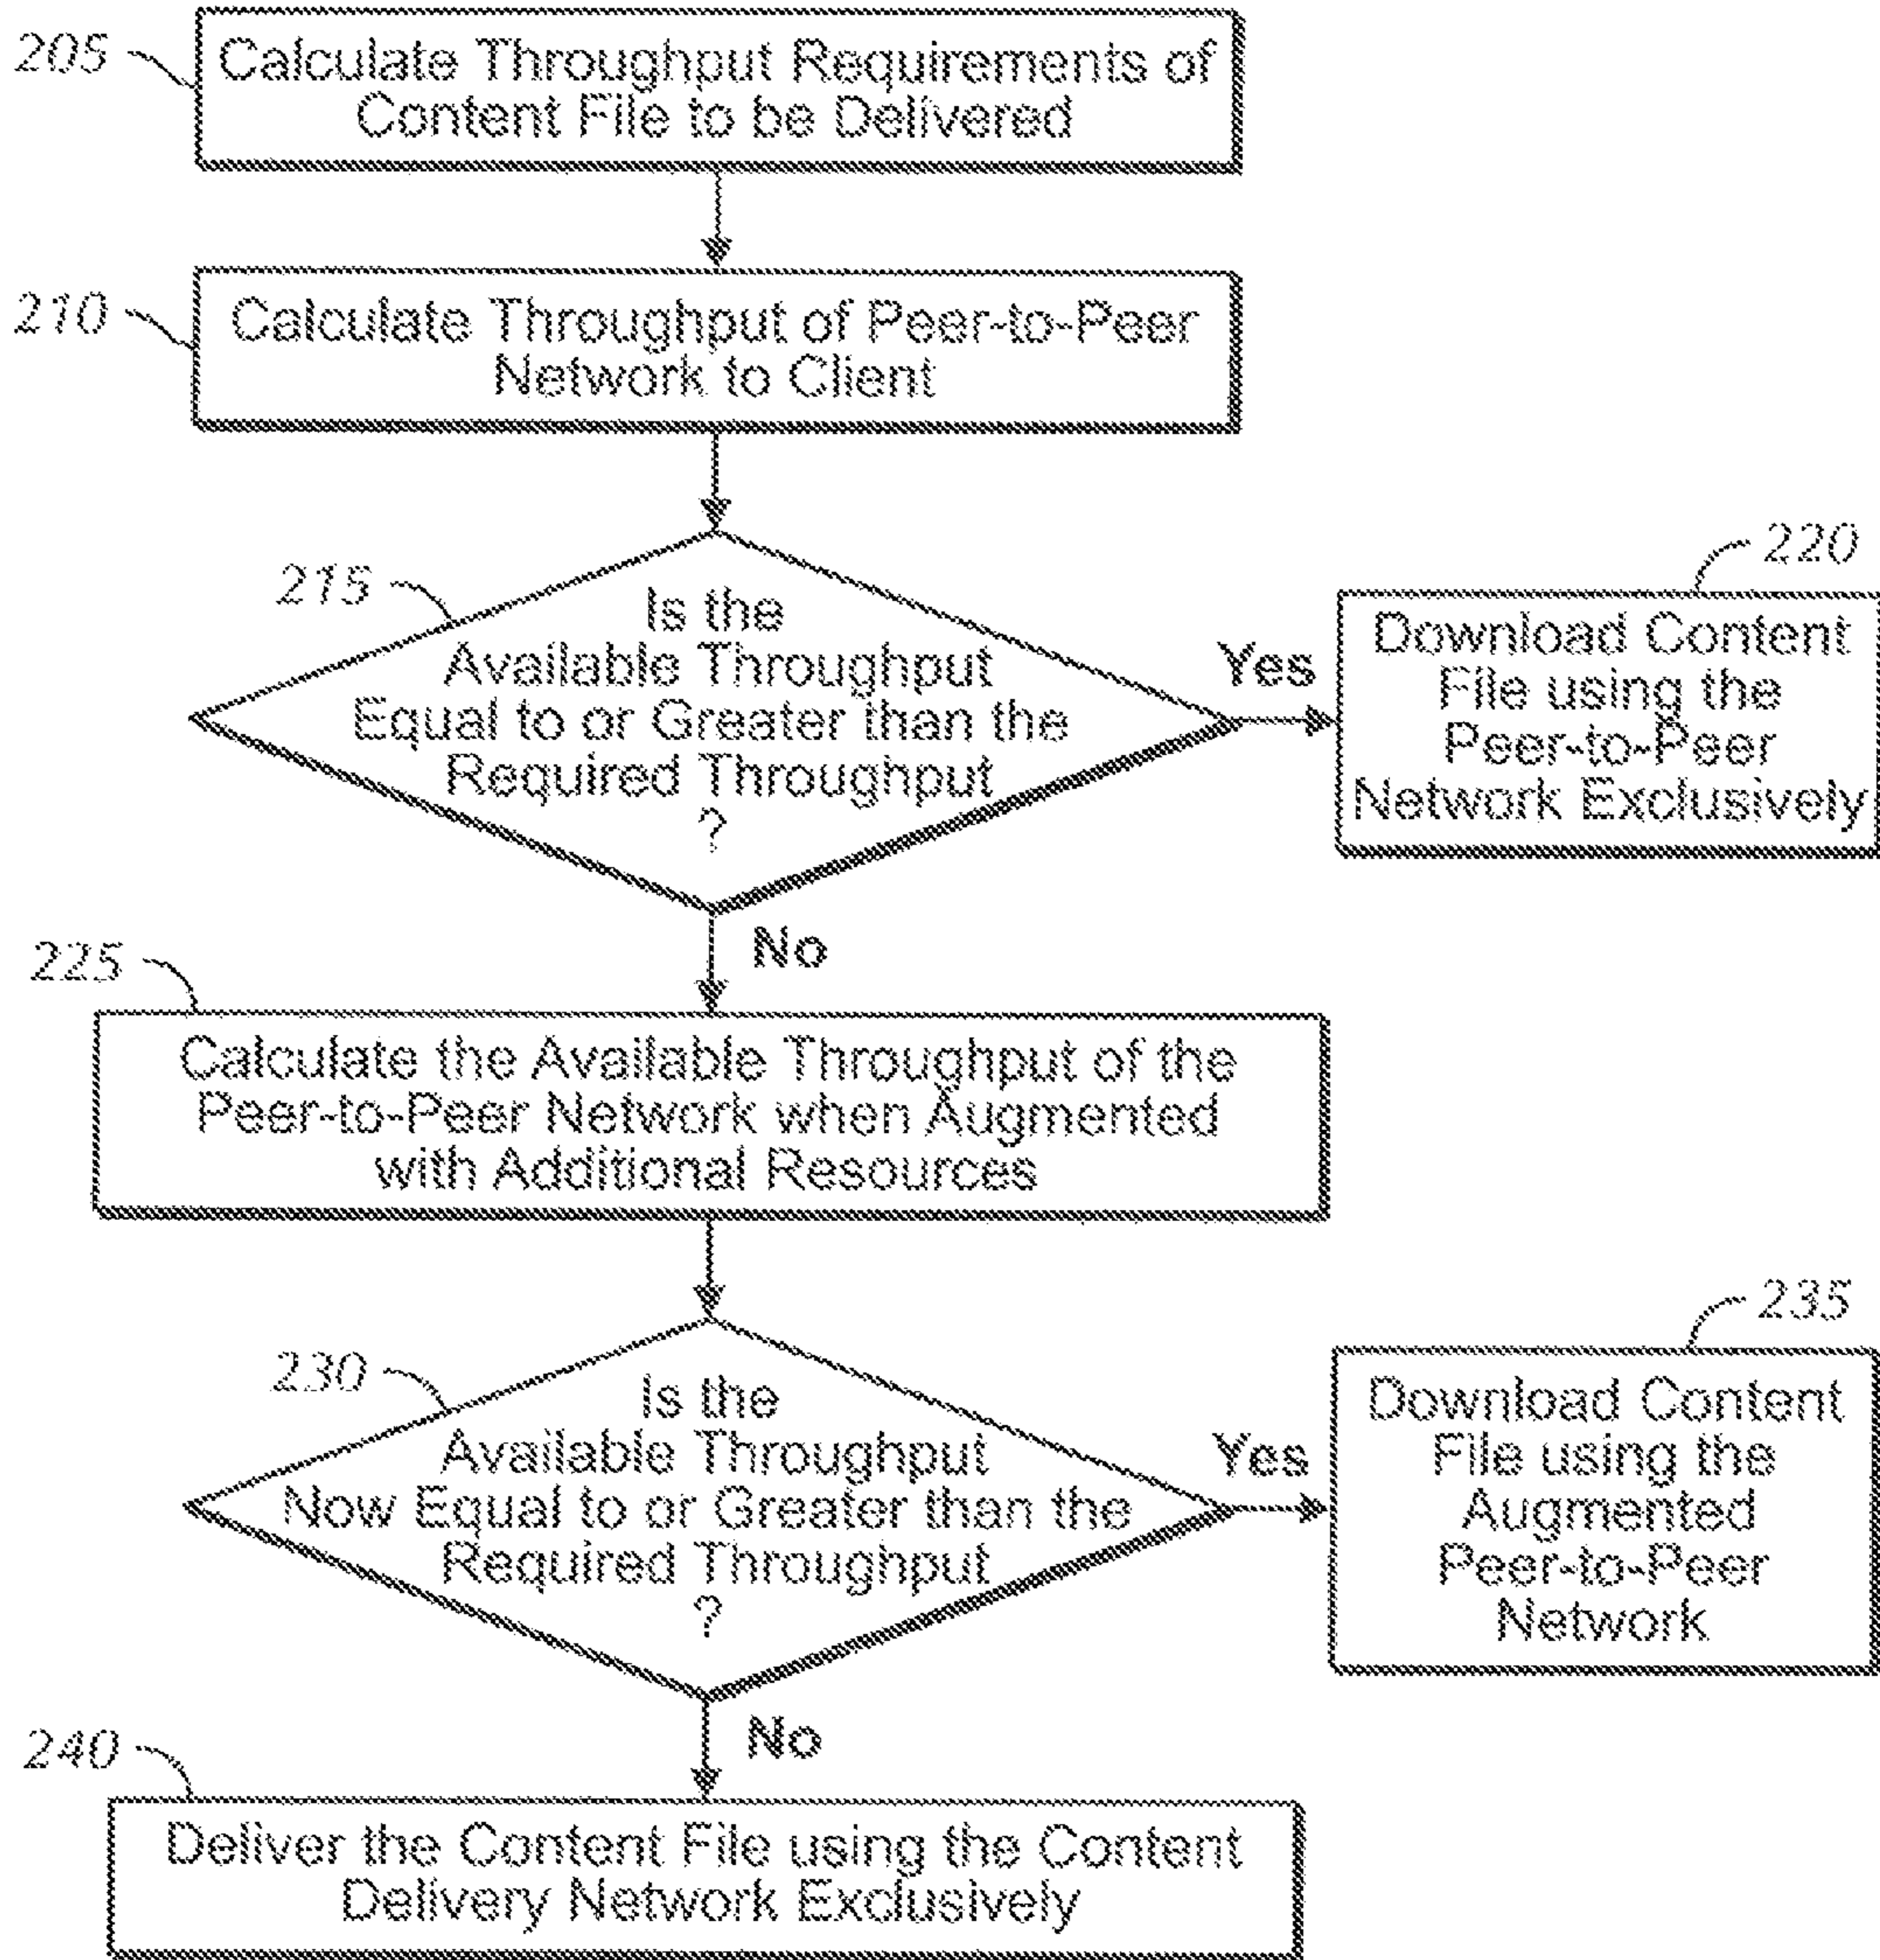 205
Calculate Throughput Requirements of
Content File to be Delivered
210
Calculate Throughput of Peer-to-Peer
Network to Client
215
Is the
Available Throughput
Equal to or Greater than the
Required Throughput
?
Yes
220
Download Content
File using the
Peer-to-Peer
Network Exclusively
No
225
Calculate the Available Throughput of the
Peer-to-Peer Network when Augmented
with Additional Resources
230
Is the
Available Throughput
Now Equal to or Greater than the
Required Throughput
?
Yes
235
Download Content
File using the
Augmented
Peer-to-Peer
Network
No
240
Deliver the Content File using the Content
Delivery Network Exclusively